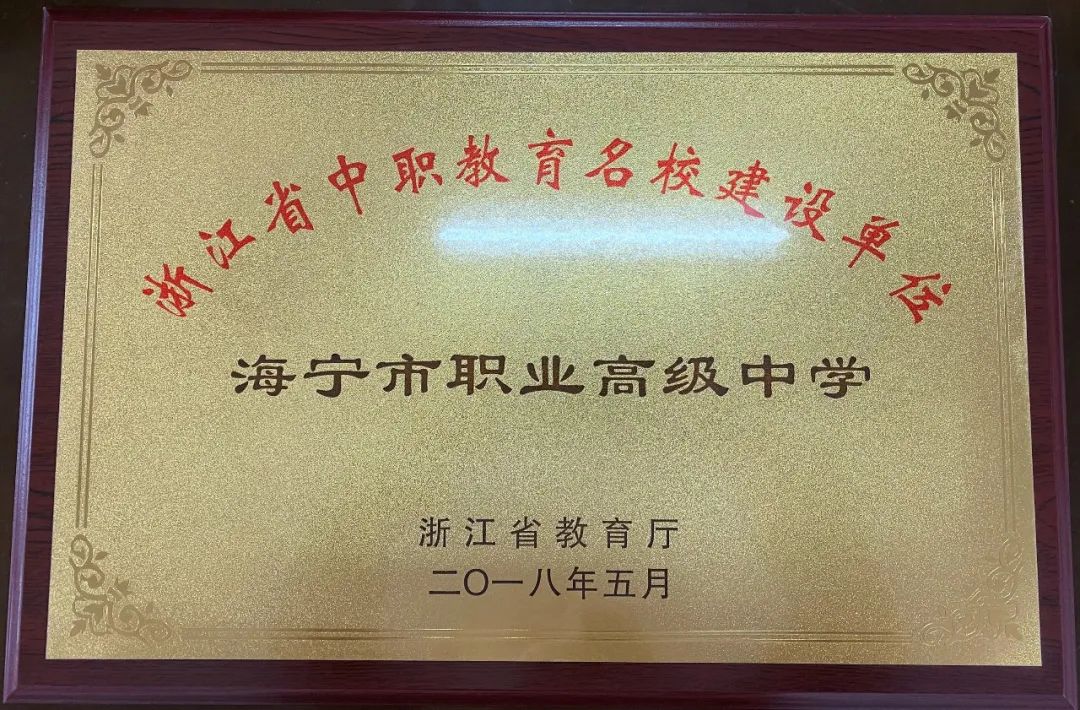 浙江省中职教育名校建设单位
海宁市职业高级中学
浙江省教育厅
二〇一八年五月